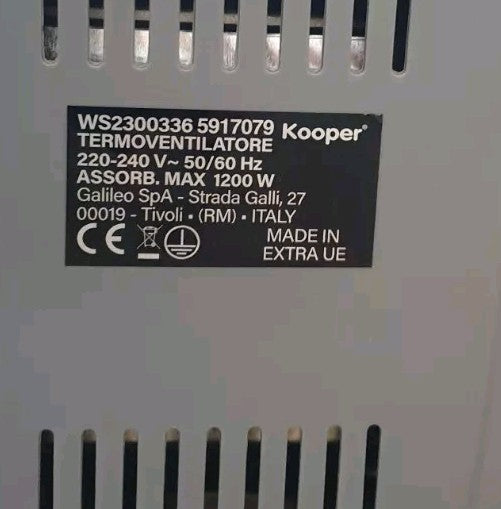 WS2300336 5917079 Kooper®
TERMOVENTILATORE
220-240 V~ 50/60 Hz
ASSORB. MAX 1200 W
Galileo SpA - Strada Galli, 27
00019 - Tivoli • (RM) • ITALY
CE MADE IN
EXTRA UE